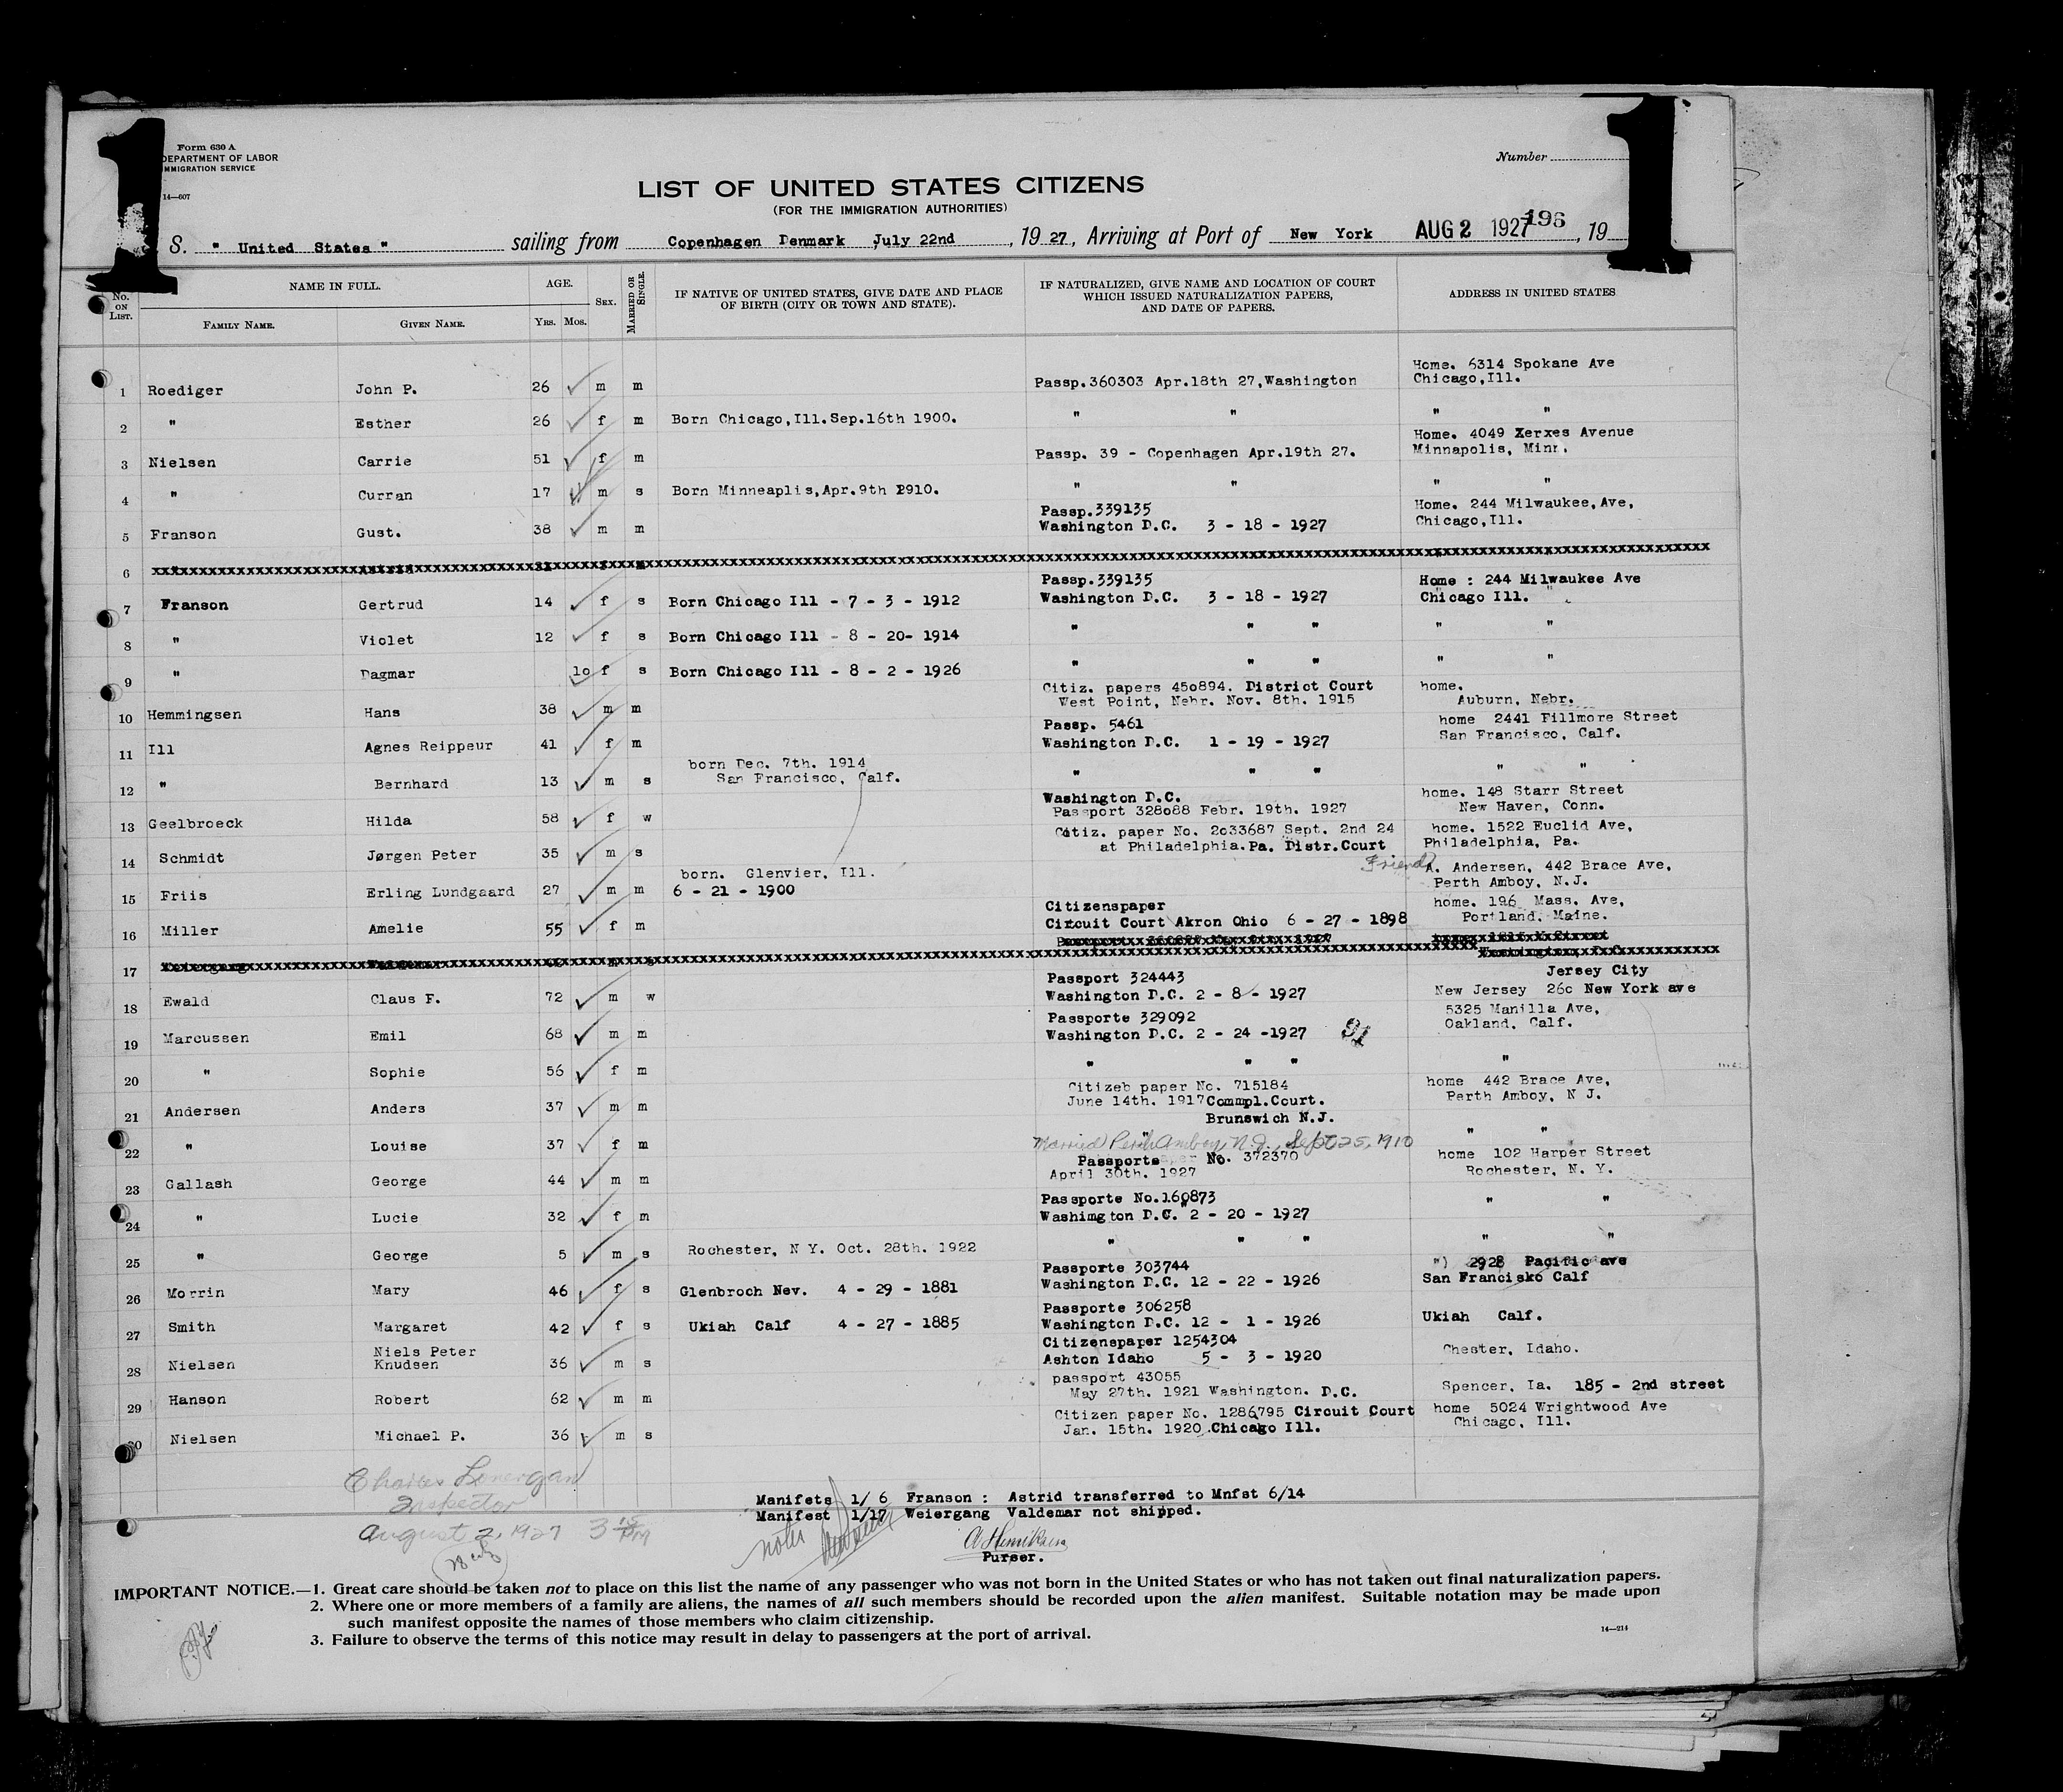 1 1
Form 630 A
DEPARTMENT OF LABOR
IMMIGRATION SERVICE
14—607
Number
LIST OF UNITED STATES CITIZENS
(FOR THE IMMIGRATION AUTHORITIES)
S. " United States " sailing from Copenhagen Denmark July 22nd , 19 27, Arriving at Port of New York AUG 2 1927 196 , 19
No. ON LIST. NAME IN FULL. AGE. SEX. MARRIED OR SINGLE. IF NATIVE OF UNITED STATES, GIVE DATE AND PLACE OF BIRTH (CITY OR TOWN AND STATE). IF NATURALIZED, GIVE NAME AND LOCATION OF COURT WHICH ISSUED NATURALIZATION PAPERS, AND DATE OF PAPERS. ADDRESS IN UNITED STATES
FAMILY NAME. GIVEN NAME. YRS. MOS.
Home. 6314 Spokane Ave
1 Roediger John P. 26 m m Passp.360303 Apr.18th 27,Washington Chicago,Ill.
2 " Esther 26 f m Born Chicago,Ill.Sep.16th 1900. " " " "
Home. 4049 Xerxes Avenue
3 Nielsen Carrie 51 f m Passp. 39 - Copenhagen Apr.19th 27. Minnapolis, Minn.
4 " Curran 17 m s Born Minneaplis,Apr.9th 1910. " " " "
Passp.339135 Home. 244 Milwaukee,Ave,
5 Franson Gust. 38 m m Washington D.C. 3 - 18 - 1927 Chicago,Ill.
6 Astrid
Passp.339135 Home : 244 Milwaukee Ave
7 Franson Gertrud 14 f s Born Chicago Ill - 7 - 3 - 1912 Washington D.C. 3 - 18 - 1927 Chicago Ill.
8 " Violet 12 f s Born Chicago Ill - 8 - 20- 1914 " " " " "
9 " Dagmar 10 f s Born Chicago Ill - 8 - 2 - 1926 " " " " "
Citiz. papers 450894. District Court home.
10 Hemmingsen Hans 38 m m West Point, Nebr. Nov. 8th. 1915 Auburn, Nebr.
Passp. 5461 home 2441 Fillmore Street
11 Ill Agnes Reippeur 41 f m Washington D.C. 1 - 19 - 1927 San Francisco, Calf.
born Dec. 7th. 1914
12 " Bernhard 13 m s San Francisco, Calf. " " " " "
Washington D.C. home. 148 Starr Street
13 Geelbroeck Hilda 58 f w Passport 328088 Febr. 19th. 1927 New Haven, Conn.
Citiz. paper No. 2033687 Sept. 2nd 24 home. 1522 Euclid Ave,
14 Schmidt Jørgen Peter 35 m s at Philadelphia.Pa. Distr.Court Philadelphia, Pa.
born. Glenvier, Ill. Friend A. Andersen, 442 Brace Ave,
15 Friis Erling Lundgaard 27 m m 6 - 21 - 1900 Perth Amboy, N.J.
Citizenspaper home. 196 Mass. Ave,
16 Miller Amelie 55 f m Circuit Court Akron Ohio 6 - 27 - 1898 Portland, Maine.
17
Passport 324443 Jersey City
18 Ewald Claus F. 72 m w Washington D.C. 2 - 8 - 1927 New Jersey 26c New York ave
Passporte 329092 5325 Manilla Ave,
19 Marcussen Emil 68 m m Washington D.C. 2 - 24 -1927 Oakland, Calf.
20 " Sophie 56 f m " " " "
Citizeb paper No. 715184 home 442 Brace Ave,
21 Andersen Anders 37 m m June 14th. 1917 Commpl.Court. Perth Amboy, N J.
Brunswich N.J.
22 " Louise 37 f m Married Perth Amboy, N.J. Sept 25, 1910 " "
Passporte No. 372370 home 102 Harper Street
23 Gallash George 44 m m April 30th. 1927 Rochester, N. Y.
Passporte No.160873
24 " Lucie 32 f m Washimgton D.C. 2 - 20 - 1927 " "
25 " George 5 m s Rochester, N Y. Oct. 28th. 1922 " " " " "
Passporte 303744 ") 2928 Pacific ave
26 Morrin Mary 46 f s Glenbroch Nev. 4 - 29 - 1881 Washington D.C. 12 - 22 - 1926 San Francisko Calf
Passporte 306258
27 Smith Margaret 42 f s Ukiah Calf 4 - 27 - 1885 Washington D.C. 12 - 1 - 1926 Ukiah Calf.
Niels Peter Citizenspaper 1254304
28 Nielsen Knudsen 36 m s Ashton Idaho 5 - 3 - 1920 Chester, Idaho.
passport 43055
29 Hanson Robert 62 m m May 27th. 1921 Washington. D.C. Spencer, Ia. 185 - 2nd street
Citizen paper No. 1286795 Circuit Court home 5024 Wrightwood Ave
30 Nielsen Michael P. 36 m s Jan. 15th. 1920.Chicago Ill. Chicago, Ill.
Charles Lonergan
Inspector
August 2, 1927 3 15 PM
Manifets 1/ 6 Franson : Astrid transferred to Mnfst 6/14
Manifest 1/17 Weiergang Valdemar not shipped.
noted
Purser.
IMPORTANT NOTICE.—1. Great care should be taken not to place on this list the name of any passenger who was not born in the United States or who has not taken out final naturalization papers.
2. Where one or more members of a family are aliens, the names of all such members should be recorded upon the alien manifest. Suitable notation may be made upon
such manifest opposite the names of those members who claim citizenship.
3. Failure to observe the terms of this notice may result in delay to passengers at the port of arrival.
14—214